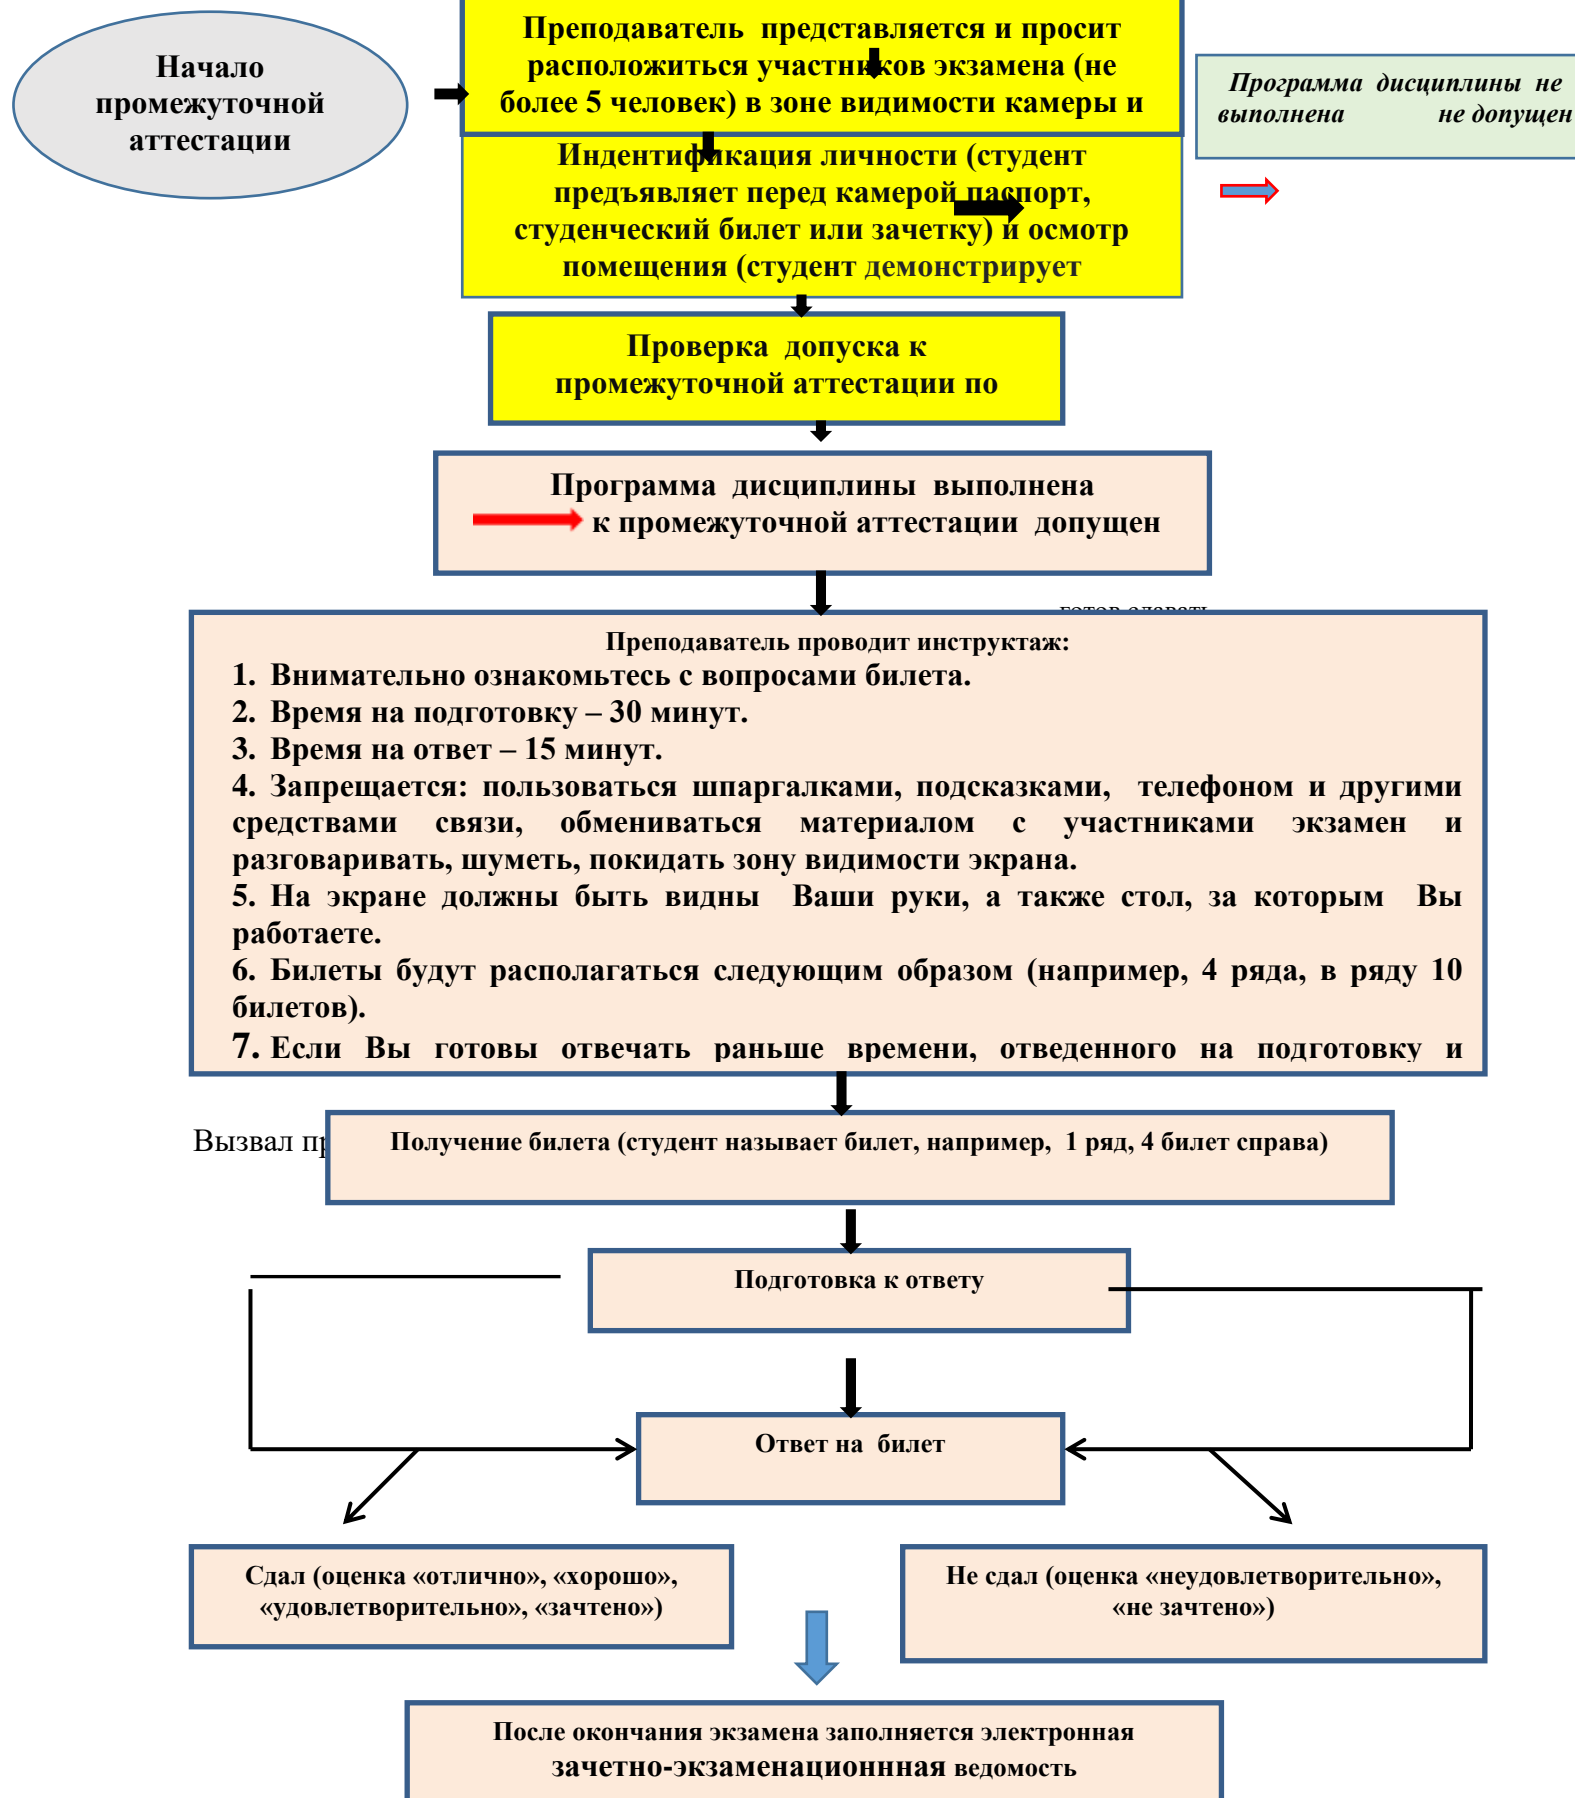 Начало
промежуточной
аттестации
Преподаватель представляется и просит
расположиться участников экзамена (не
более 5 человек) в зоне видимости камеры и
Программа дисциплины не
выполнена не допущен
Индентификация личности (студент
предъявляет перед камерой паспорт,
студенческий билет или зачетку) и осмотр
помещения (студент демонстрирует
Проверка допуска к
промежуточной аттестации по
Программа дисциплины выполнена
к промежуточной аттестации допущен
готов сдавать
Преподаватель проводит инструктаж:
1. Внимательно ознакомьтесь с вопросами билета.
2. Время на подготовку – 30 минут.
3. Время на ответ – 15 минут.
4. Запрещается: пользоваться шпаргалками, подсказками, телефоном и другими
средствами связи, обмениваться материалом с участниками экзамен и
разговаривать, шуметь, покидать зону видимости экрана.
5. На экране должны быть видны Ваши руки, а также стол, за которым Вы
работаете.
6. Билеты будут располагаться следующим образом (например, 4 ряда, в ряду 10
билетов).
7. Если Вы готовы отвечать раньше времени, отведенного на подготовку и
Вызвал
Получение билета (студент называет билет, например, 1 ряд, 4 билет справа)
Подготовка к ответу
Ответ на билет
Сдал (оценка «отлично», «хорошо»,
«удовлетворительно», «зачтено»)
Не сдал (оценка «неудовлетворительно»,
«не зачтено»)
После окончания экзамена заполняется электронная
зачетно-экзаменационнная ведомость